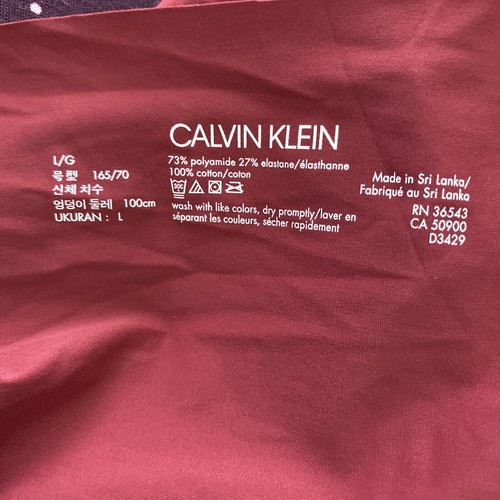 CALVIN KLEIN
L/G
号型 165/70
신체 치수
엉덩이 둘레 100cm
UKURAN : L
73% polyamide 27% elastane/élasthanne
100% cotton/coton
wash with like colors, dry promptly/laver en
séparant les couleurs, sécher rapidement
Made in Sri Lanka/
Fabriqué au Sri Lanka
RN 36543
CA 50900
D3429